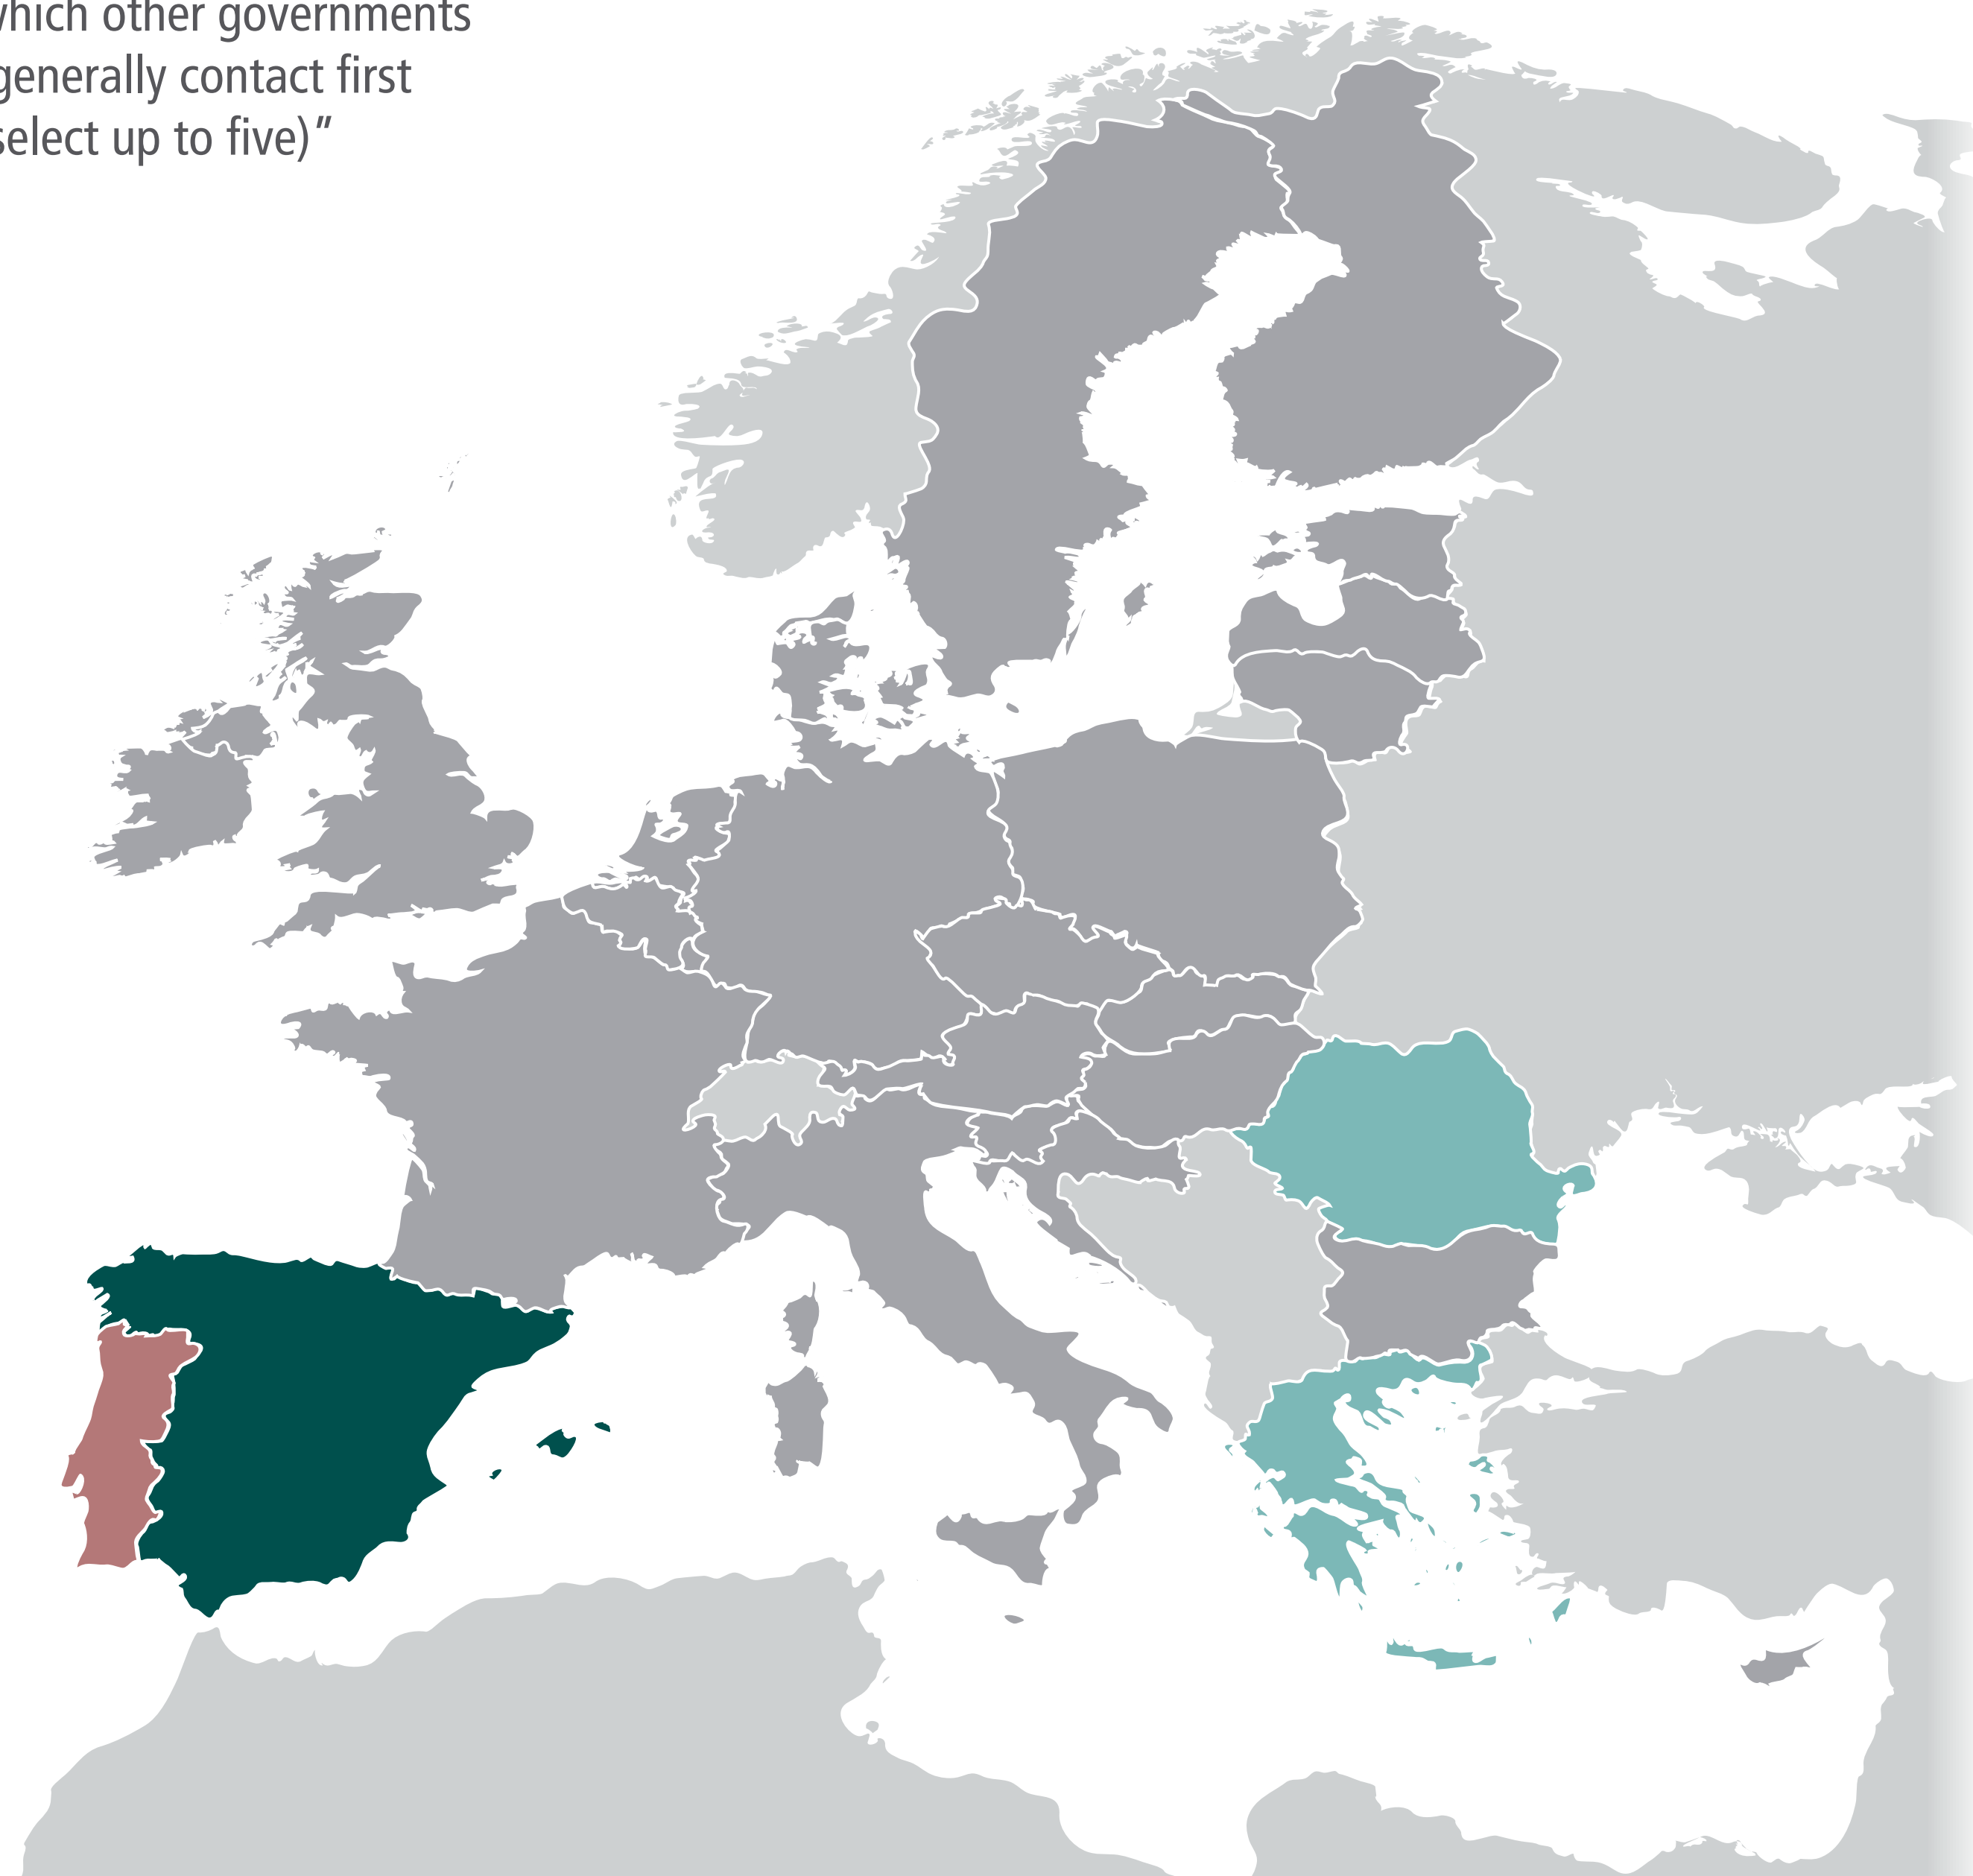 which other governments
generally contact first
select up to five)”